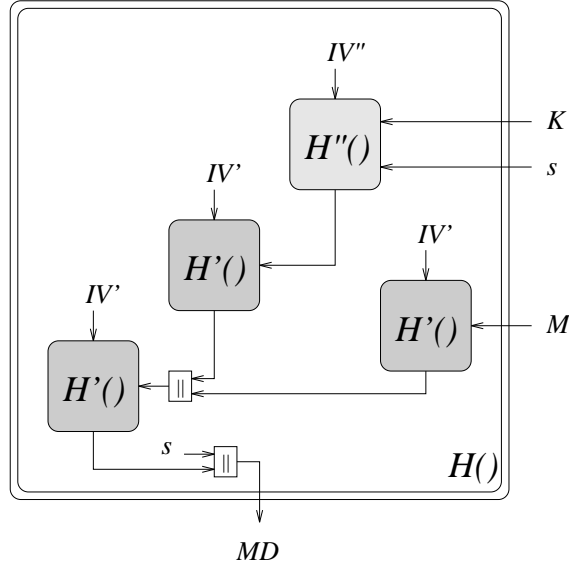 IV"
K
H"()
s
IV'
IV'
H'()
IV'
H'()
M
H'()
||
s
||
H()
MD